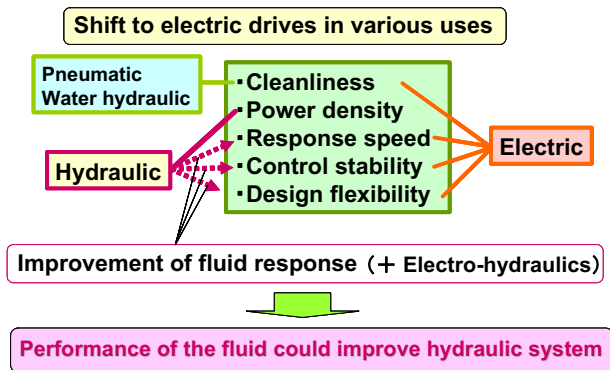 Shift to electric drives in various uses
Pneumatic
Water hydraulic
・Cleanliness
・Power density
・Response speed
・Control stability
・Design flexibility
Hydraulic
Electric
Improvement of fluid response (+ Electro-hydraulics)
Performance of the fluid could improve hydraulic system